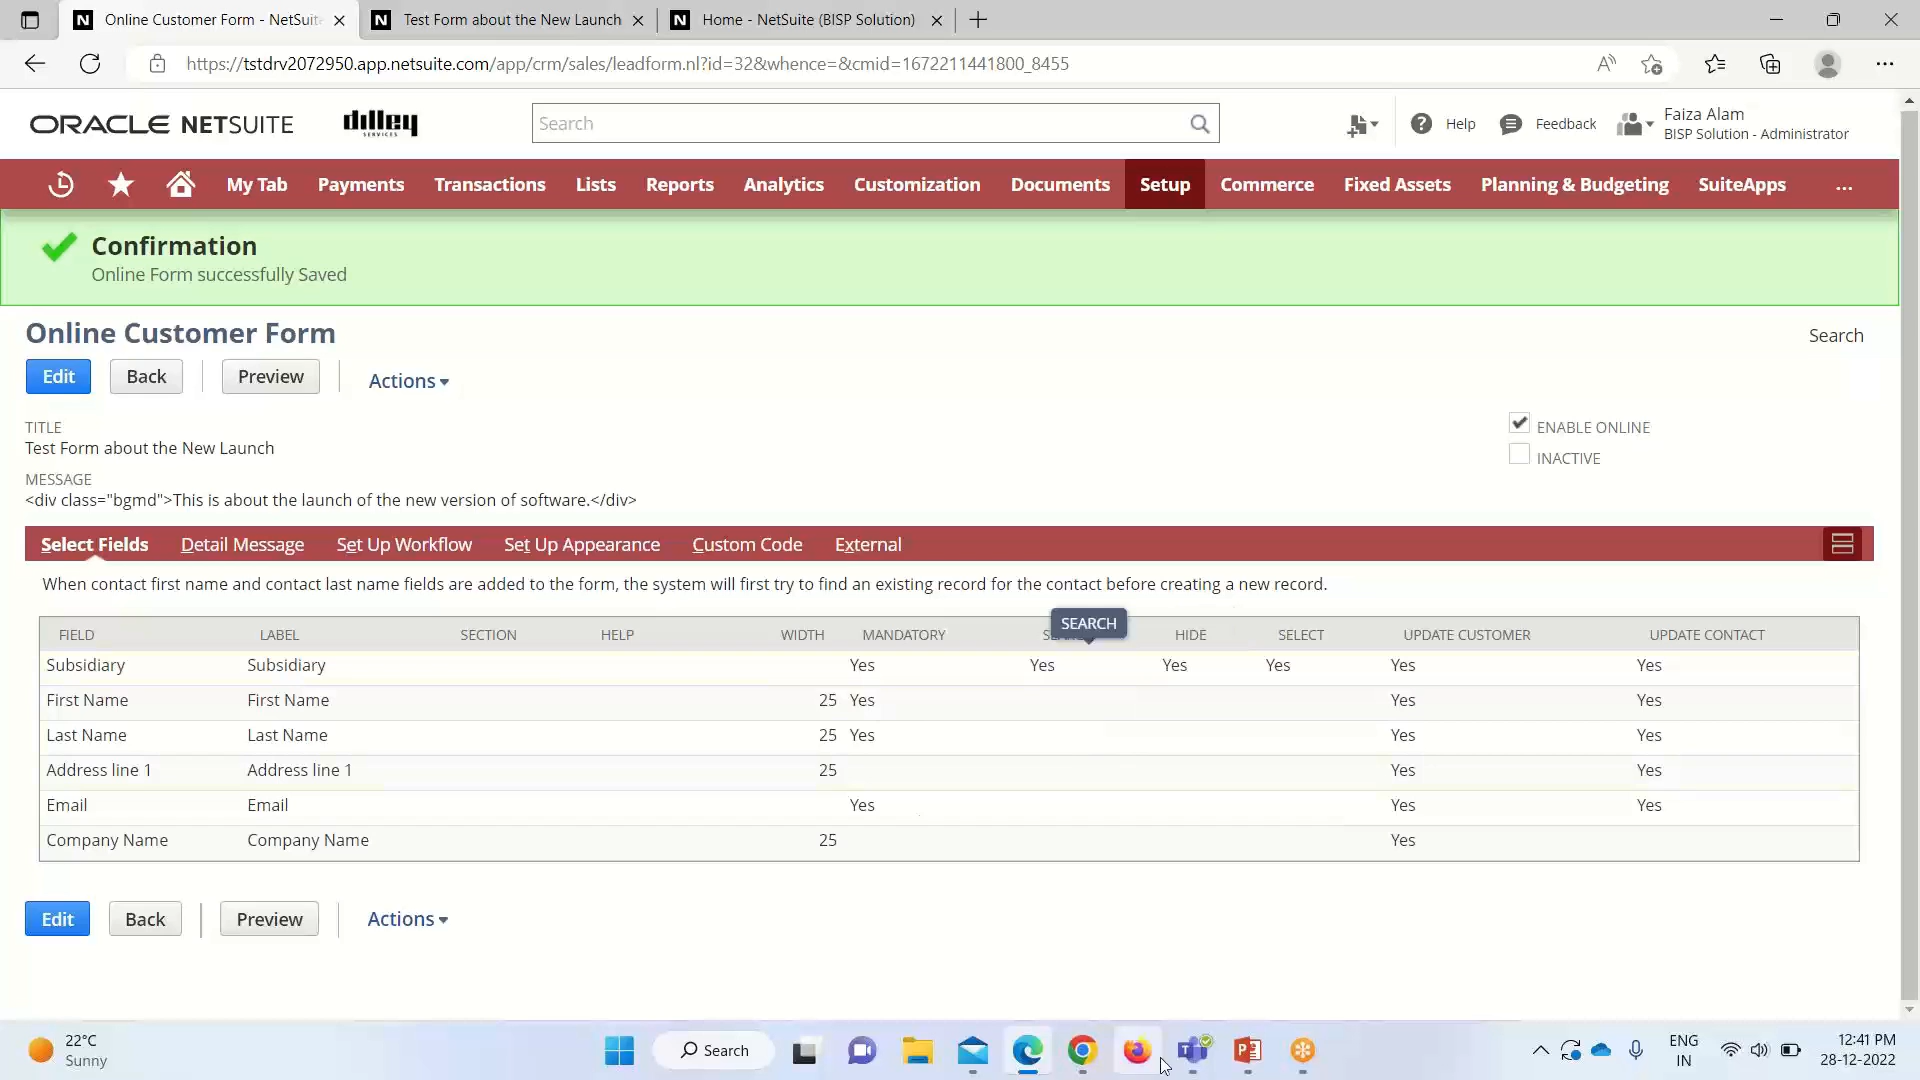 Online Customer Form - NetSuite
Test Form about the New Launch
Home - NetSuite (BISP Solution)
https://tstdrv2072950.app.netsuite.com/app/crm/sales/leadform.nl?id=32&whence=&cmid=1672211441800_8455
ORACLE NETSUITE
dilley
SERVICES
Search
Help
Feedback
Faiza Alam
BISP Solution - Administrator
My Tab Payments Transactions Lists Reports Analytics Customization Documents Setup Commerce Fixed Assets Planning & Budgeting SuiteApps ...
Confirmation
Online Form successfully Saved
Online Customer Form
Search
Edit Back Preview Actions
TITLE
Test Form about the New Launch
ENABLE ONLINE
INACTIVE
MESSAGE
<div class="bgmd">This is about the launch of the new version of software.</div>
Select Fields Detail Message Set Up Workflow Set Up Appearance Custom Code External
When contact first name and contact last name fields are added to the form, the system will first try to find an existing record for the contact before creating a new record.
SEARCH
FIELD LABEL SECTION HELP WIDTH MANDATORY HIDE SELECT UPDATE CUSTOMER UPDATE CONTACT
Subsidiary Subsidiary Yes Yes Yes Yes Yes Yes
First Name First Name 25 Yes Yes Yes
Last Name Last Name 25 Yes Yes Yes
Address line 1 Address line 1 25 Yes Yes
Email Email Yes Yes Yes
Company Name Company Name 25 Yes
Edit Back Preview Actions
22°C
Sunny
Search
ENG
IN
12:41 PM
28-12-2022